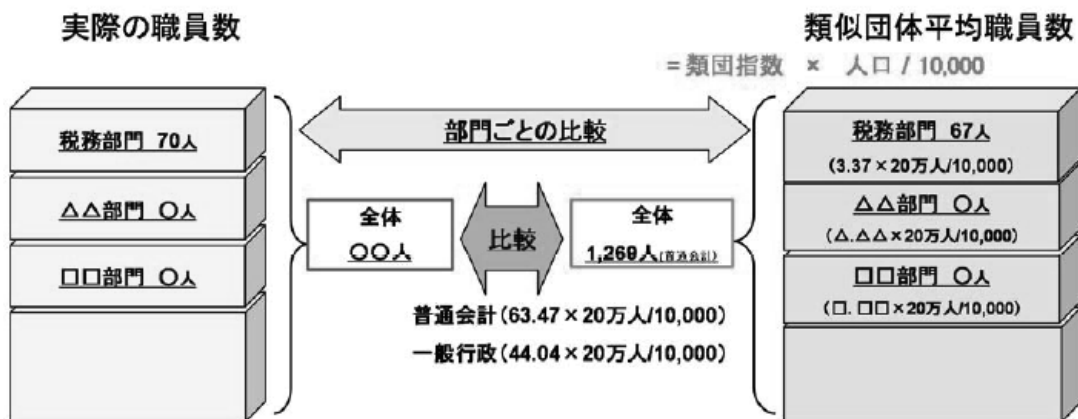 実際の職員数
類似団体平均職員数
=類団指数 × 人口 / 10,000
部門ごとの比較
税務部門 70人
△△部門 〇人
□□部門 〇人
全体
〇〇人
比較
全体
1,269人(普通会計)
普通会計(63.47×20万人/10,000)
一般行政(44.04×20万人/10,000)
税務部門 67人
(3.37×20万人/10,000)
△△部門 〇人
(△.△△×20万人/10,000)
□□部門 〇人
(□.□□×20万人/10,000)